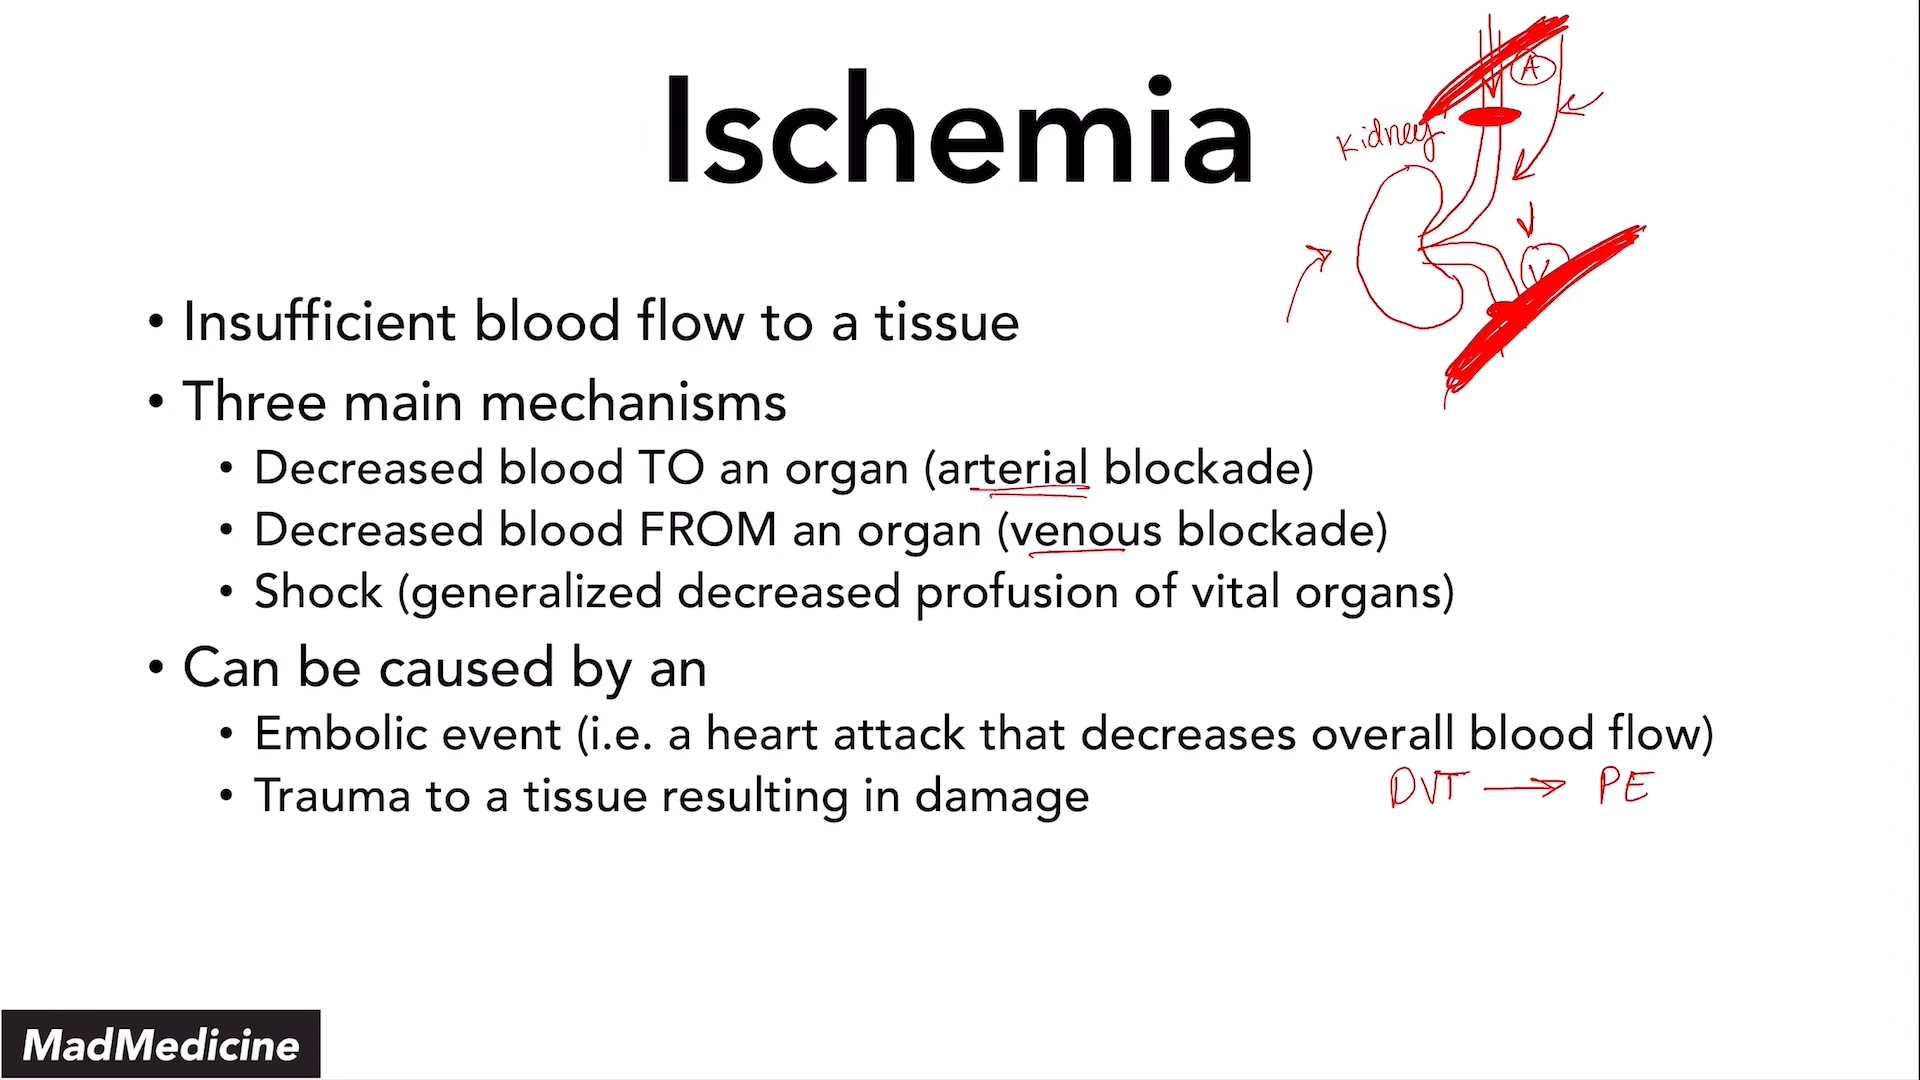 Ischemia
A
Kidney
V
• Insufficient blood flow to a tissue
• Three main mechanisms
• Decreased blood TO an organ (arterial blockade)
• Decreased blood FROM an organ (venous blockade)
• Shock (generalized decreased profusion of vital organs)
• Can be caused by an
• Embolic event (i.e. a heart attack that decreases overall blood flow)
DVT → PE
• Trauma to a tissue resulting in damage
MadMedicine